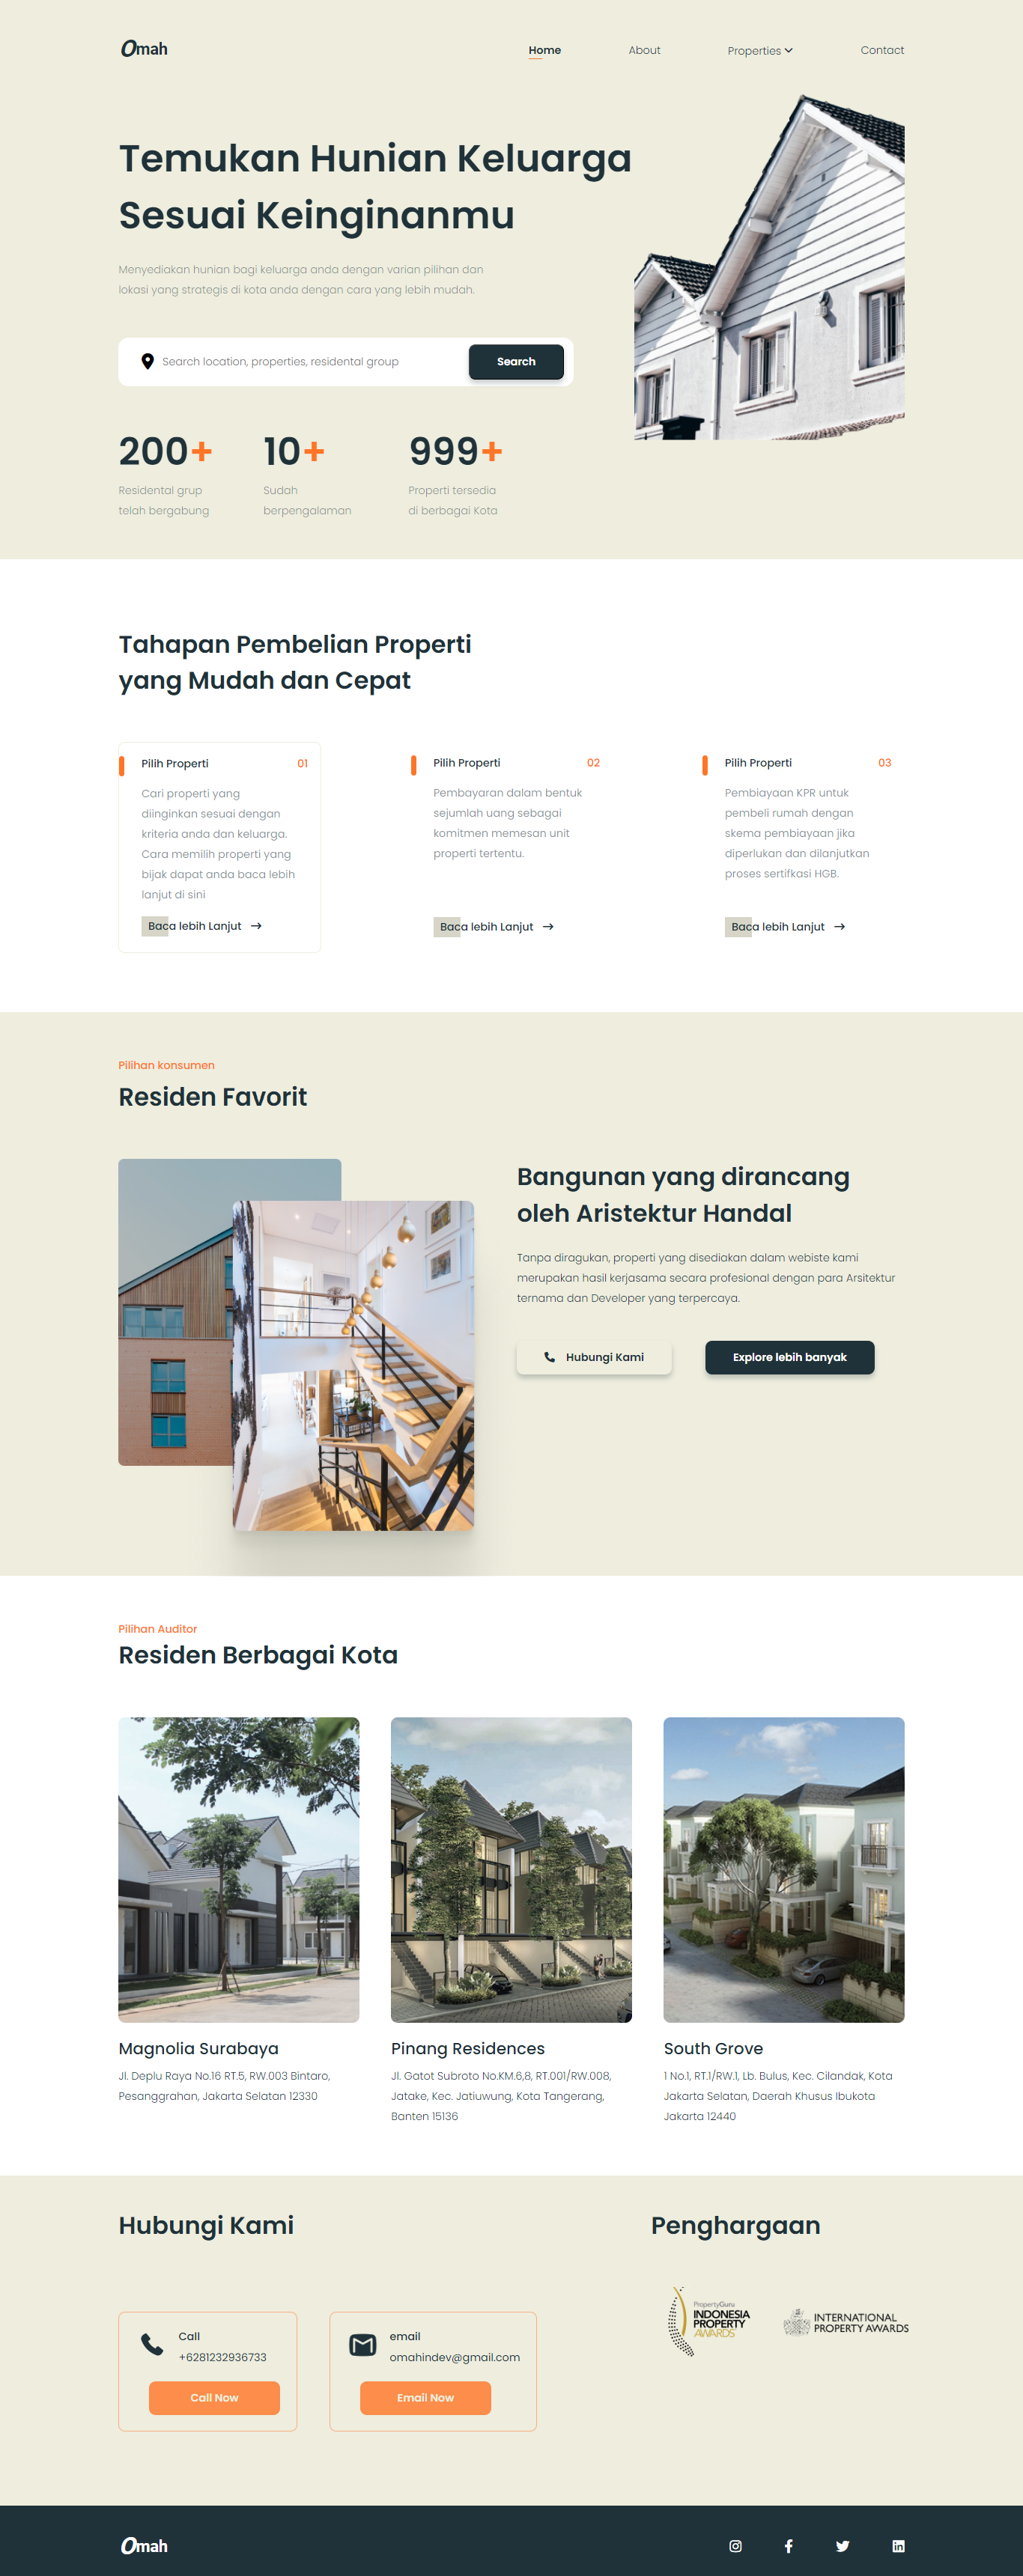 Omah
Home
About
Properties
Contact
Temukan Hunian Keluarga
Sesuai Keinginanmu
Menyediakan hunian bagi keluarga anda dengan varian pilihan dan
lokasi yang strategis di kota anda dengan cara yang lebih mudah.
Search location, properties, residental group
Search
200+
10+
999+
Residental grup
telah bergabung
Sudah
berpengalaman
Properti tersedia
di berbagai Kota
Tahapan Pembelian Properti
yang Mudah dan Cepat
Pilih Properti
01
Cari properti yang
diinginkan sesuai dengan
kriteria anda dan keluarga.
Cara memilih properti yang
bijak dapat anda baca lebih
lanjut di sini
Baca lebih Lanjut
Pilih Properti
02
Pembayaran dalam bentuk
sejumlah uang sebagai
komitmen memesan unit
properti tertentu.
Baca lebih Lanjut
Pilih Properti
03
Pembiayaan KPR untuk
pembeli rumah dengan
skema pembiayaan jika
diperlukan dan dilanjutkan
proses sertifkasi HGB.
Baca lebih Lanjut
Pilihan konsumen
Residen Favorit
Bangunan yang dirancang
oleh Aristektur Handal
Tanpa diragukan, properti yang disediakan dalam webiste kami
merupakan hasil kerjasama secara profesional dengan para Arsitektur
ternama dan Developer yang terpercaya.
Hubungi Kami
Explore lebih banyak
Pilihan Auditor
Residen Berbagai Kota
Magnolia Surabaya
Jl. Deplu Raya No.16 RT.5, RW.003 Bintaro,
Pesanggrahan, Jakarta Selatan 12330
Pinang Residences
Jl. Gatot Subroto No.KM.6,8, RT.001/RW.008,
Jatake, Kec. Jatiuwung, Kota Tangerang,
Banten 15136
South Grove
1 No.1, RT.1/RW.1, Lb. Bulus, Kec. Cilandak, Kota
Jakarta Selatan, Daerah Khusus Ibukota
Jakarta 12440
Hubungi Kami
Penghargaan
Call
+6281232936733
Call Now
email
omahindev@gmail.com
Email Now
PropertyGuru
INDONESIA
PROPERTY
AWARDS
INTERNATIONAL
PROPERTY AWARDS
Omah